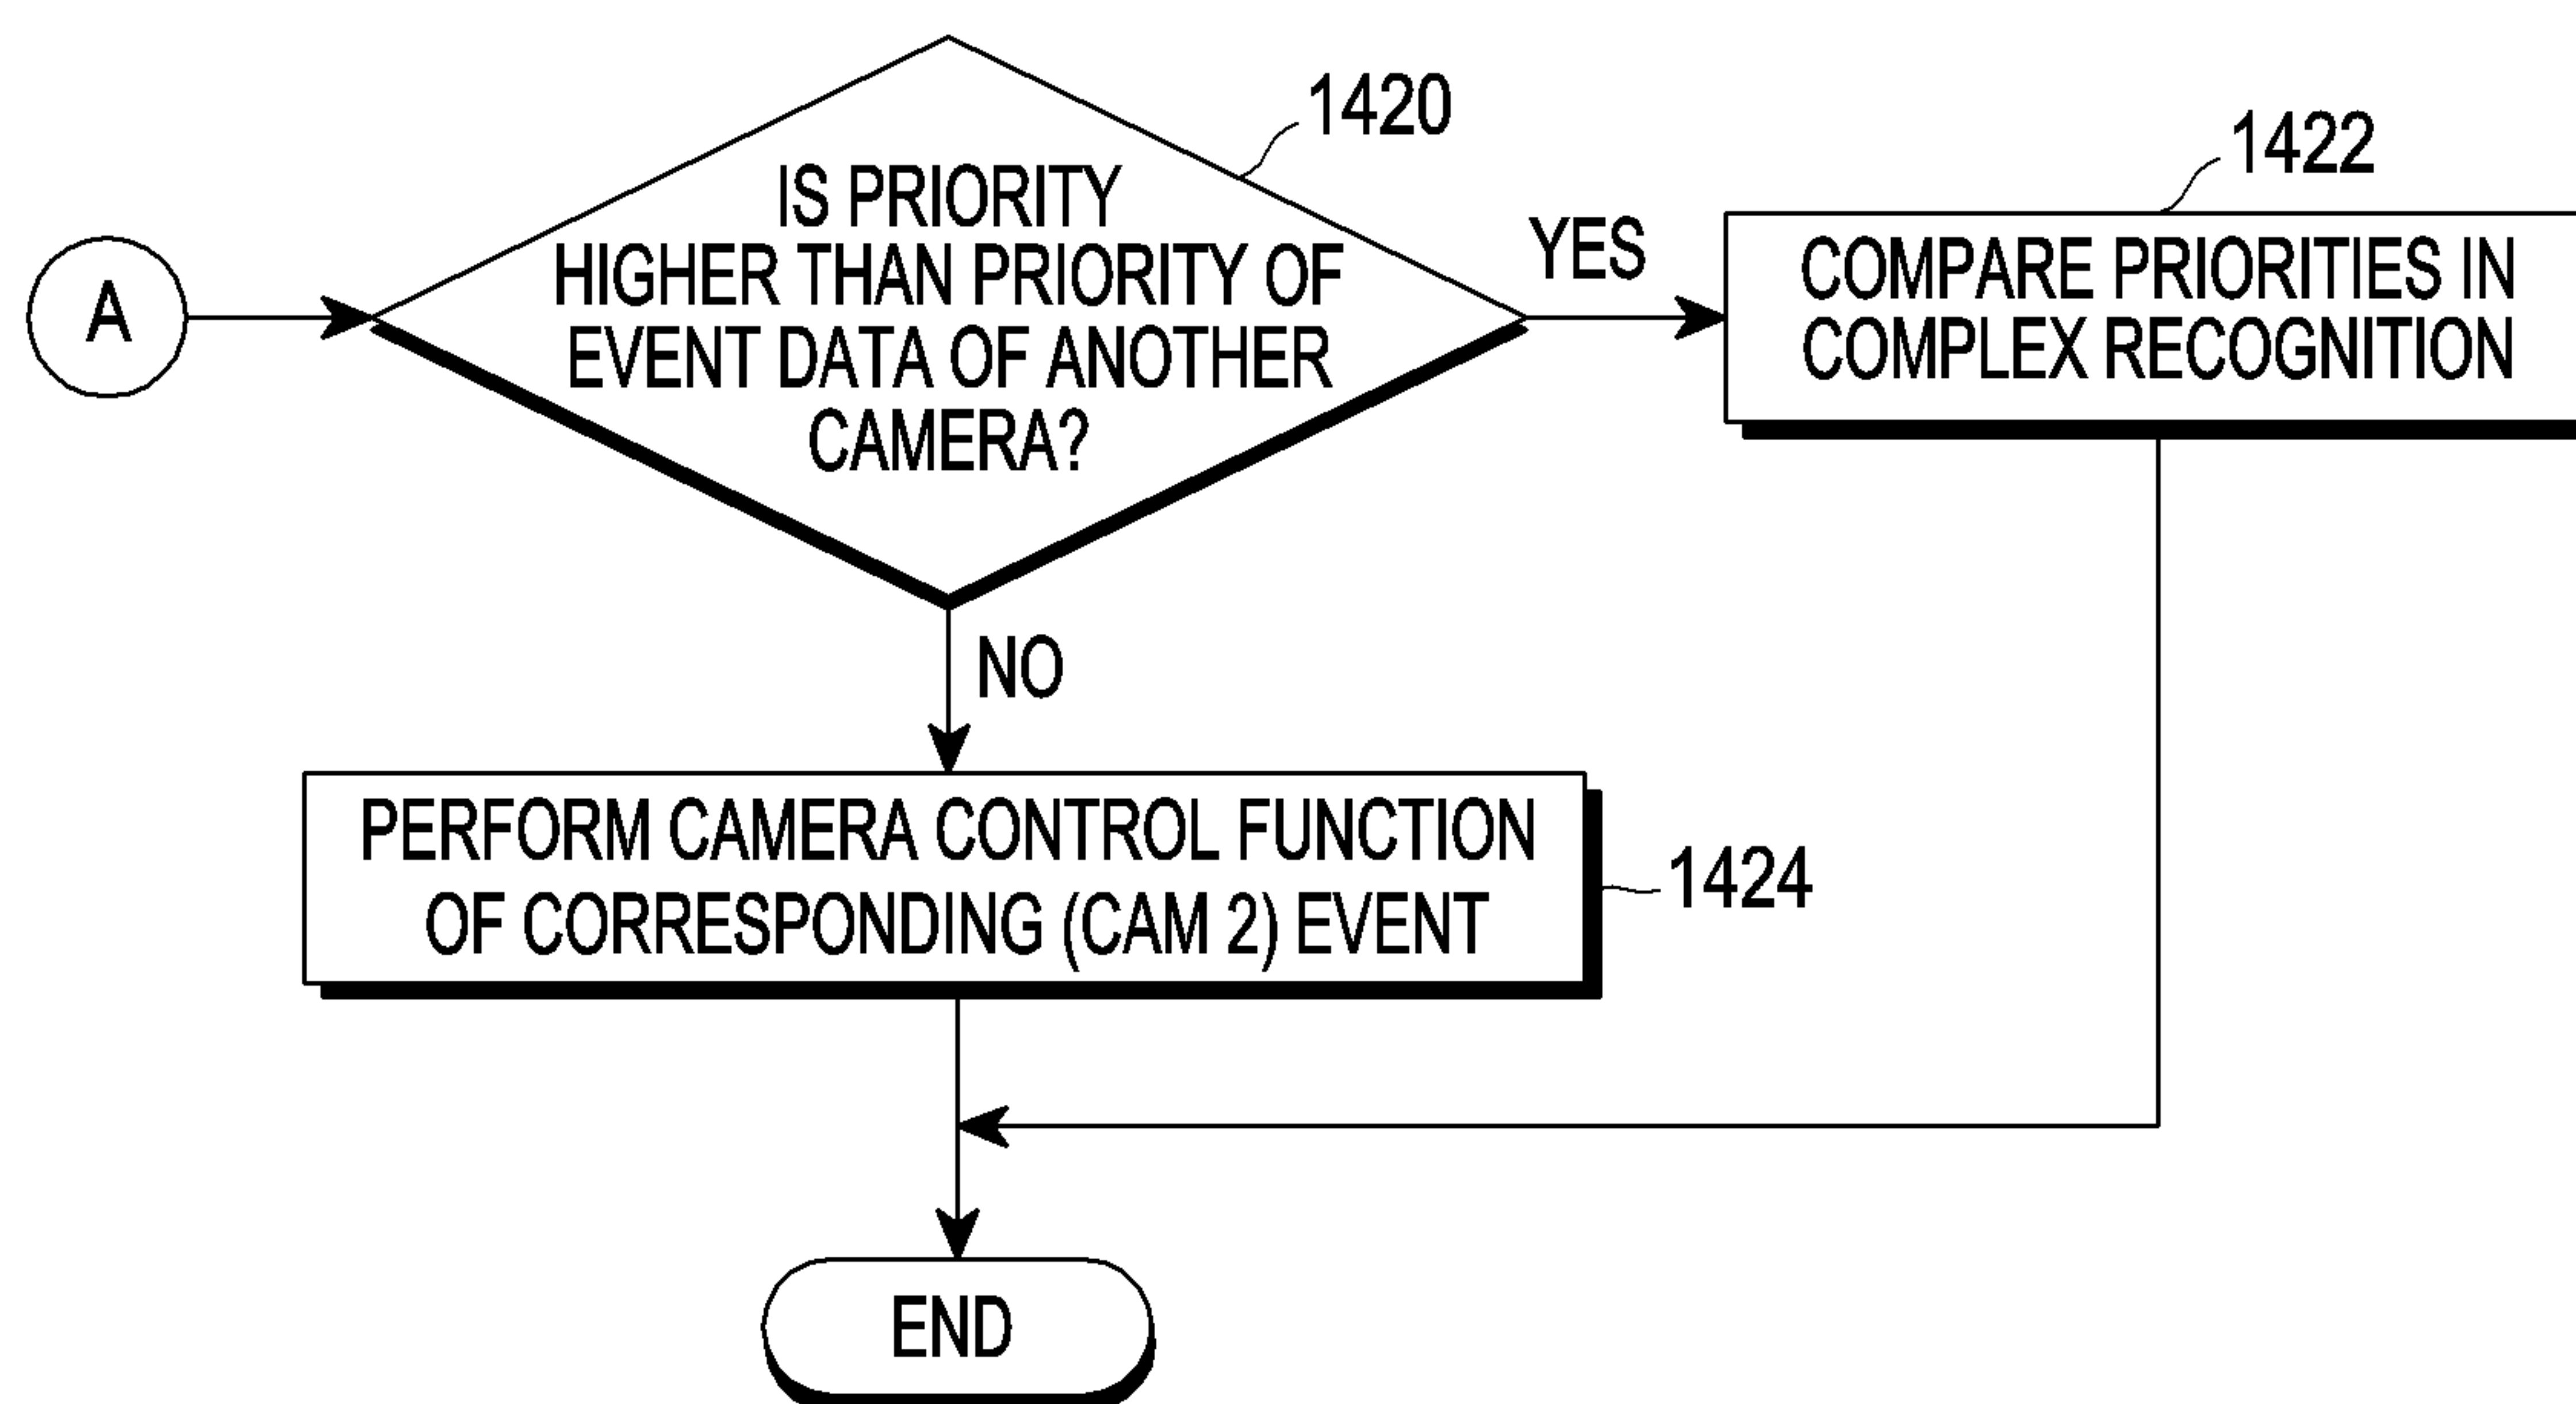 1420
1422
A
IS PRIORITY
HIGHER THAN PRIORITY OF
EVENT DATA OF ANOTHER
CAMERA?
YES
COMPARE PRIORITIES IN
COMPLEX RECOGNITION
NO
PERFORM CAMERA CONTROL FUNCTION
OF CORRESPONDING (CAM 2) EVENT
1424
END